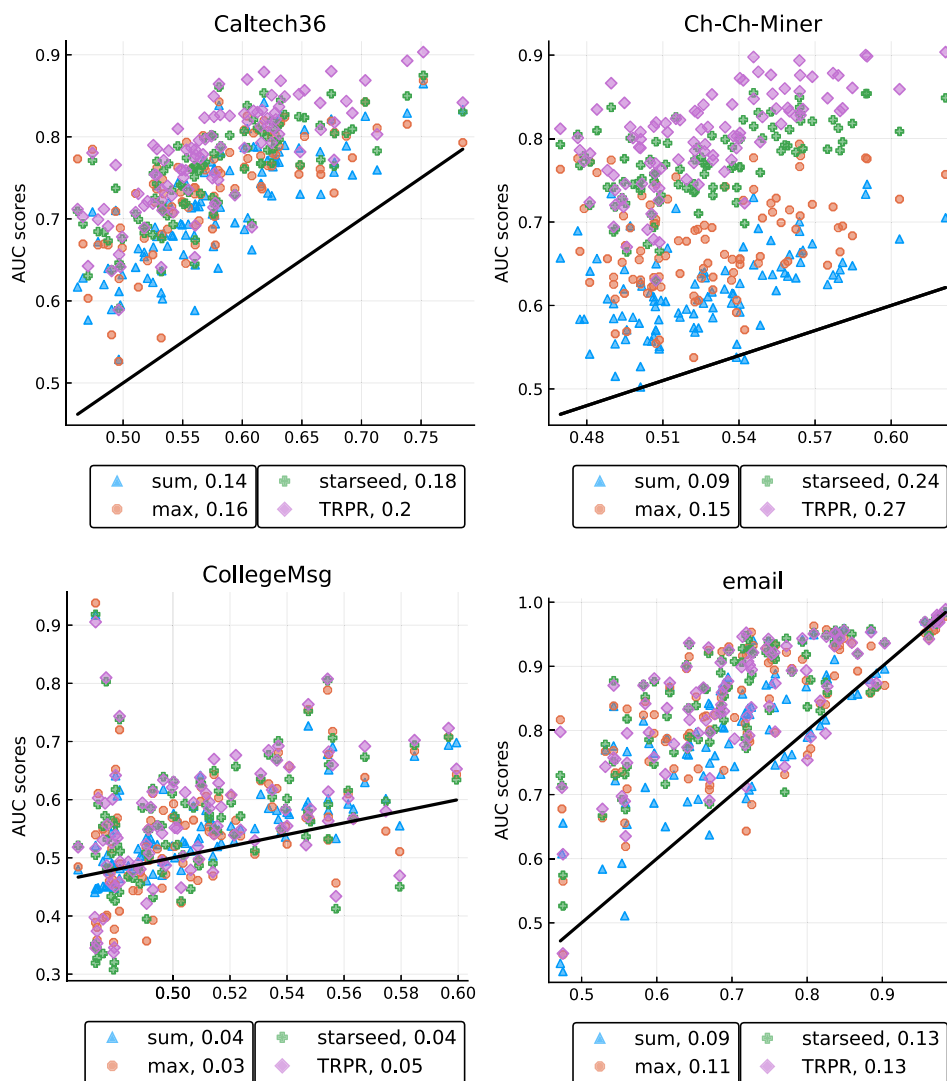 Caltech36
Ch-Ch-Miner
AUC scores
0.9
0.8
0.7
0.6
0.5
0.50 0.55 0.60 0.65 0.70 0.75
AUC scores
0.9
0.8
0.7
0.6
0.5
0.48 0.51 0.54 0.57 0.60
sum, 0.14
max, 0.16
starseed, 0.18
TRPR, 0.2
sum, 0.09
max, 0.15
starseed, 0.24
TRPR, 0.27
CollegeMsg
email
AUC scores
0.9
0.8
0.7
0.6
0.5
0.4
0.3
0.50 0.52 0.54 0.56 0.58 0.60
AUC scores
1.0
0.9
0.8
0.7
0.6
0.5
0.5 0.6 0.7 0.8 0.9
sum, 0.04
max, 0.03
starseed, 0.04
TRPR, 0.05
sum, 0.09
max, 0.11
starseed, 0.13
TRPR, 0.13